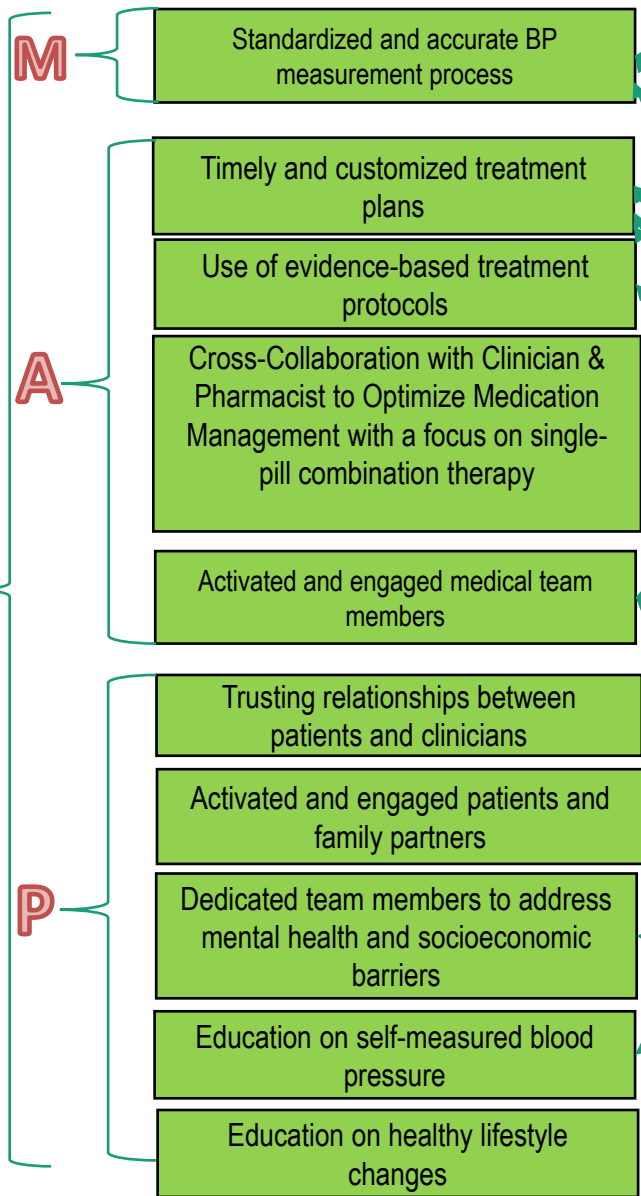 M
Standardized and accurate BP
measurement process
A
Timely and customized treatment
plans
Use of evidence-based treatment
protocols
Cross-Collaboration with Clinician &
Pharmacist to Optimize Medication
Management with a focus on single-
pill combination therapy
Activated and engaged medical team
members
P
Trusting relationships between
patients and clinicians
Activated and engaged patients and
family partners
Dedicated team members to address
mental health and socioeconomic
barriers
Education on self-measured blood
pressure
Education on healthy lifestyle
changes